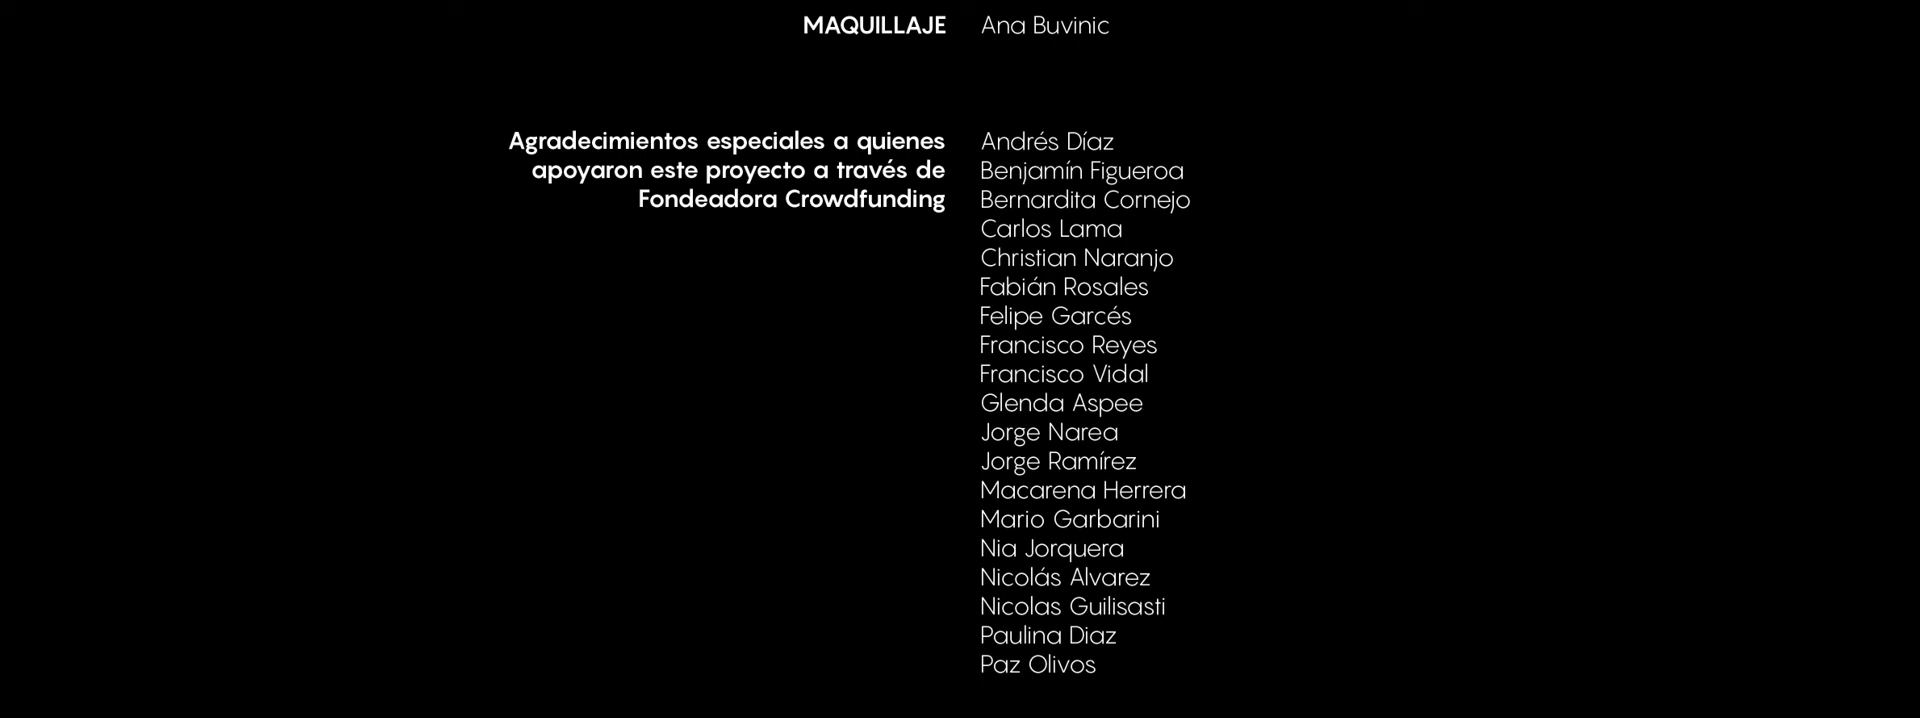 MAQUILLAJE Ana Buvinic
Agradecimientos especiales a quienes
apoyaron este proyecto a través de
Fondeadora Crowdfunding
Andrés Díaz
Benjamín Figueroa
Bernardita Cornejo
Carlos Lama
Christian Naranjo
Fabián Rosales
Felipe Garcés
Francisco Reyes
Francisco Vidal
Glenda Aspee
Jorge Narea
Jorge Ramírez
Macarena Herrera
Mario Garbarini
Nia Jorquera
Nicolás Alvarez
Nicolas Guilisasti
Paulina Diaz
Paz Olivos